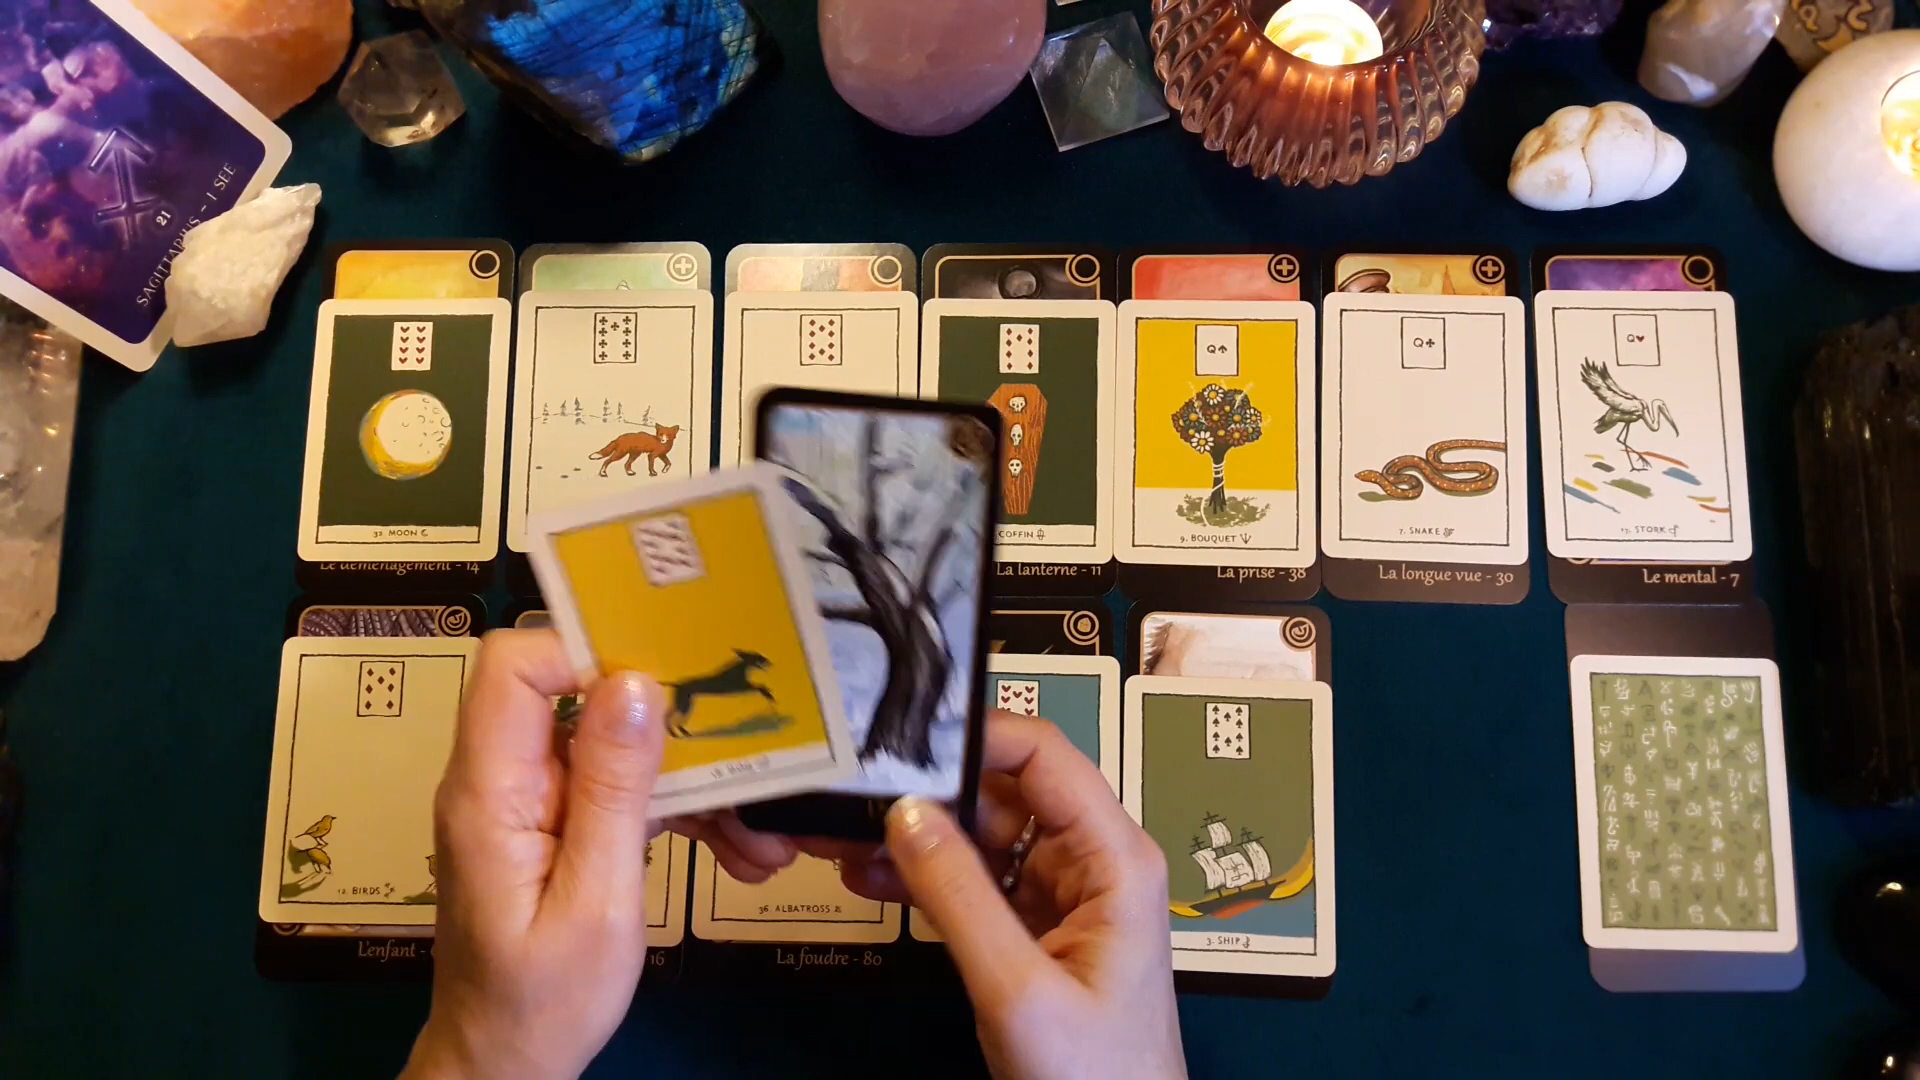 SAGITTARIUS - I SEE
21
32. MOON
COFFIN
Q
9. BOUQUET
Q
7. SNAKE
Q
STORK
Le déménagement - 14
La lanterne - 11
La prise - 38
La longue vue - 30
Le mental - 7
12. BIRDS
36. ALBATROSS
3. SHIP
L'enfant -
16
La foudre - 80